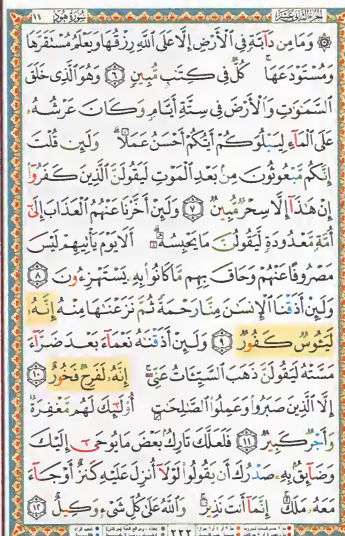 الجزء الثاني عشر سورة هود ١١
۞ وَمَا مِن دَآبَّةٍ فِى ٱلْأَرْضِ إِلَّا عَلَى ٱللَّهِ رِزْقُهَا وَيَعْلَمُ مُسْتَقَرَّهَا
وَمُسْتَوْدَعَهَا ۚ كُلٌّ فِى كِتَٰبٍ مُّبِينٍ ٦ وَهُوَ ٱلَّذِى خَلَقَ
ٱلسَّمَٰوَٰتِ وَٱلْأَرْضَ فِى سِتَّةِ أَيَّامٍ وَكَانَ عَرْشُهُۥ
عَلَى ٱلْمَآءِ لِيَبْلُوَكُمْ أَيُّكُمْ أَحْسَنُ عَمَلًا ۗ وَلَئِن قُلْتَ
إِنَّكُم مَّبْعُوثُونَ مِنۢ بَعْدِ ٱلْمَوْتِ لَيَقُولَنَّ ٱلَّذِينَ كَفَرُوٓا۟
إِنْ هَٰذَآ إِلَّا سِحْرٌ مُّبِينٌ ٧ وَلَئِنْ أَخَّرْنَا عَنْهُمُ ٱلْعَذَابَ إِلَىٰٓ
أُمَّةٍ مَّعْدُودَةٍ لَّيَقُولُنَّ مَا يَحْبِسُهُۥٓ ۗ أَلَا يَوْمَ يَأْتِيهِمْ لَيْسَ
مَصْرُوفًا عَنْهُمْ وَحَاقَ بِهِم مَّا كَانُوا۟ بِهِۦ يَسْتَهْزِءُونَ ٨
وَلَئِنْ أَذَقْنَا ٱلْإِنسَٰنَ مِنَّا رَحْمَةً ثُمَّ نَزَعْنَٰهَا مِنْهُ إِنَّهُۥ
لَيَـُٔوسٌ كَفُورٌ ٩ وَلَئِنْ أَذَقْنَٰهُ نَعْمَآءَ بَعْدَ ضَرَّآءَ
مَسَّتْهُ لَيَقُولَنَّ ذَهَبَ ٱلسَّيِّـَٔاتُ عَنِّىٓ ۚ إِنَّهُۥ لَفَرِحٌ فَخُورٌ ١٠
إِلَّا ٱلَّذِينَ صَبَرُوا۟ وَعَمِلُوا۟ ٱلصَّٰلِحَٰتِ أُو۟لَٰٓئِكَ لَهُم مَّغْفِرَةٌ
وَأَجْرٌ كَبِيرٌ ١١ فَلَعَلَّكَ تَارِكٌۢ بَعْضَ مَا يُوحَىٰٓ إِلَيْكَ
وَضَآئِقٌۢ بِهِۦ صَدْرُكَ أَن يَقُولُوا۟ لَوْلَآ أُنزِلَ عَلَيْهِ كَنزٌ أَوْ جَآءَ
مَعَهُۥ مَلَكٌ ۚ إِنَّمَآ أَنتَ نَذِيرٌ ۚ وَٱللَّهُ عَلَىٰ كُلِّ شَىْءٍ وَكِيلٌ ١٢
٢٢٢